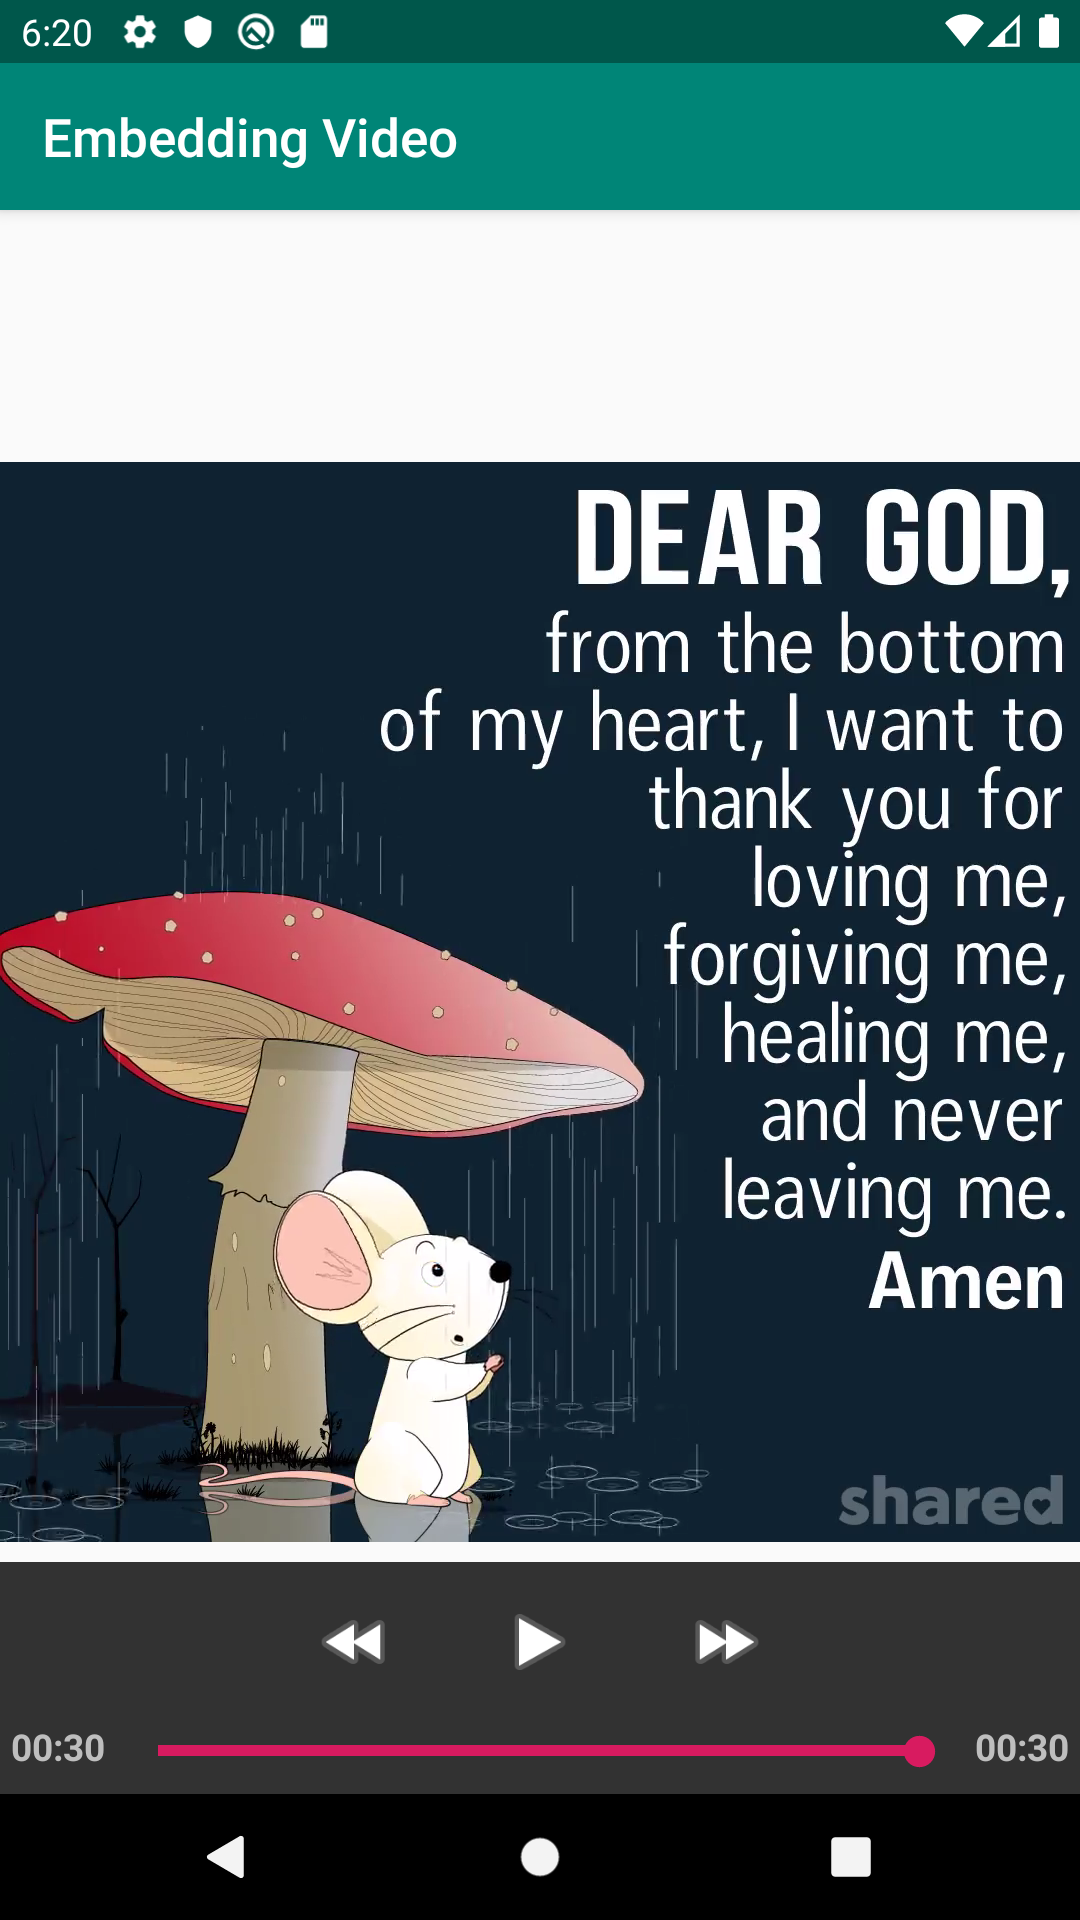 6:20
Embedding Video
DEAR GOD,
from the bottom
of my heart, I want to
thank you for
loving me,
forgiving me,
healing me,
and never
leaving me.
Amen
shared
00:30
00:30